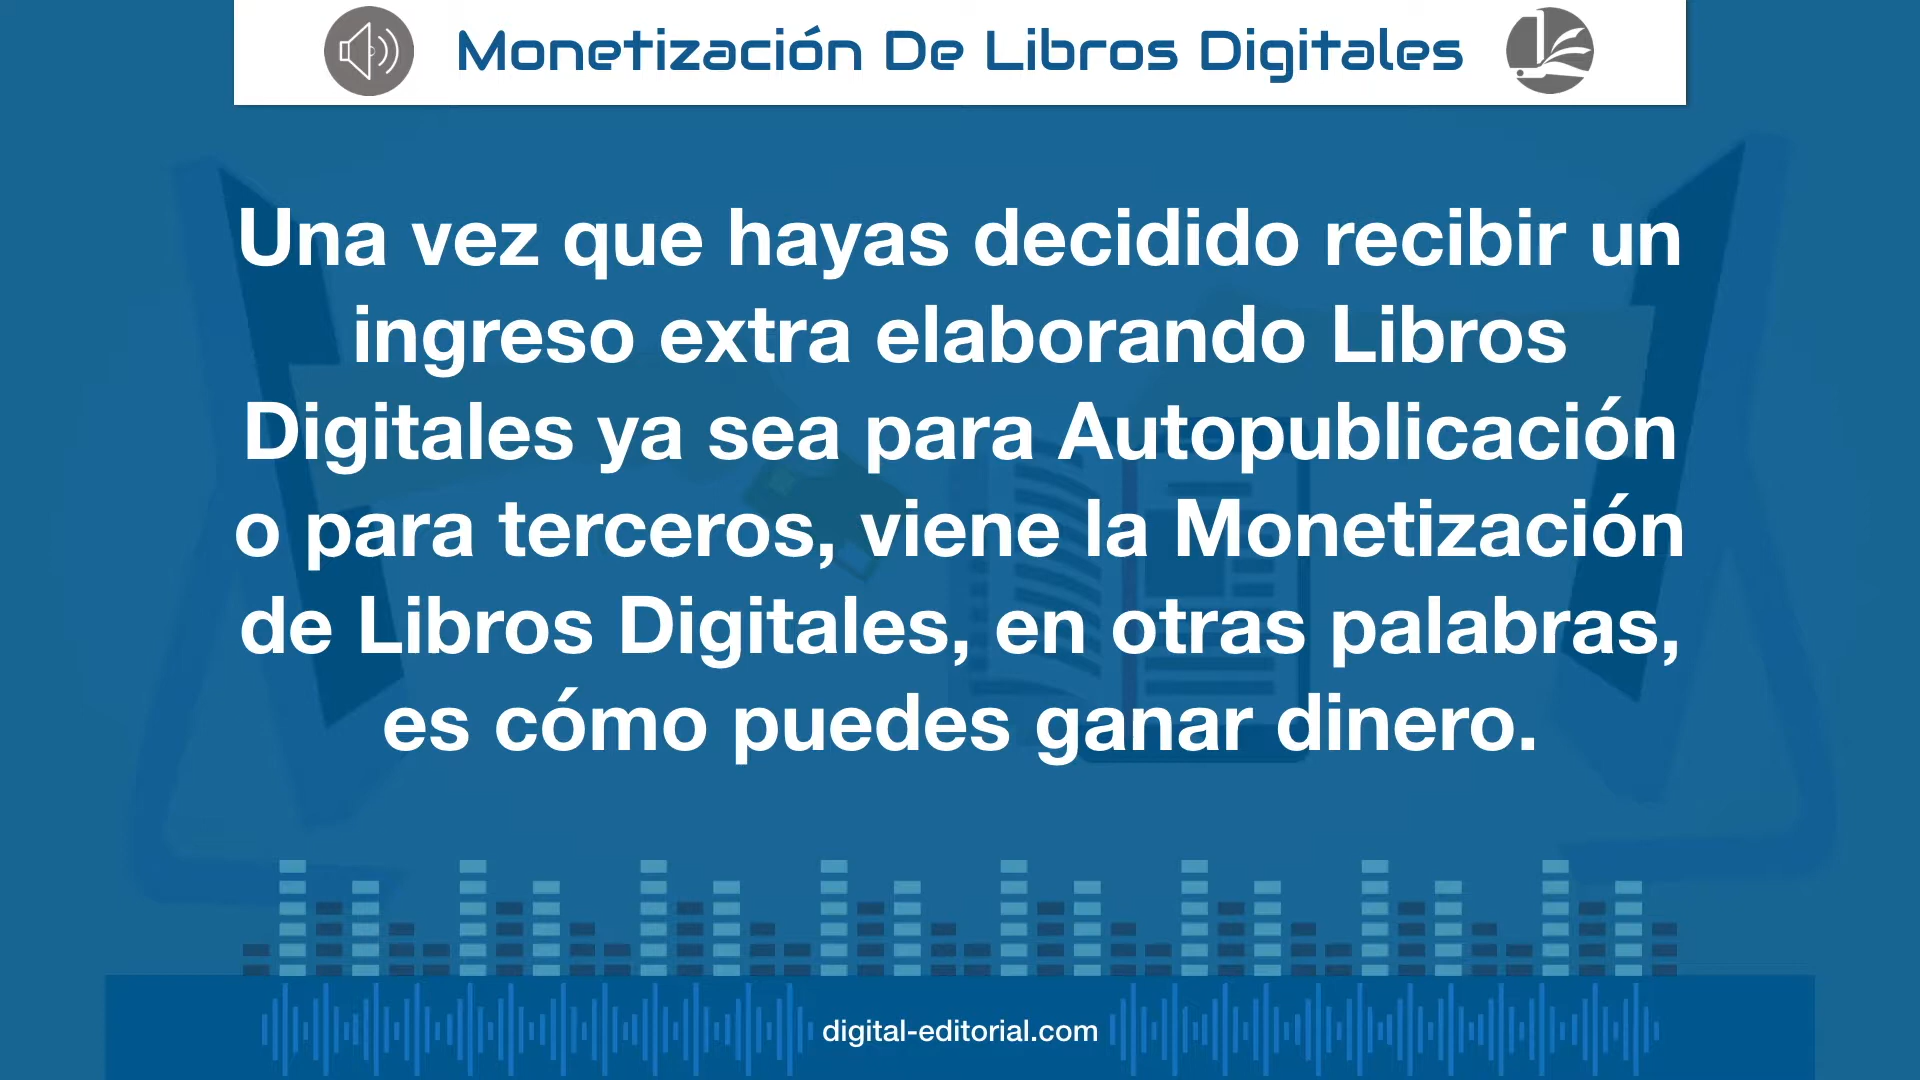 Monetización De Libros Digitales
Una vez que hayas decidido recibir un
ingreso extra elaborando Libros
Digitales ya sea para Autopublicación
o para terceros, viene la Monetización
de Libros Digitales, en otras palabras,
es cómo puedes ganar dinero.
digital-editorial.com